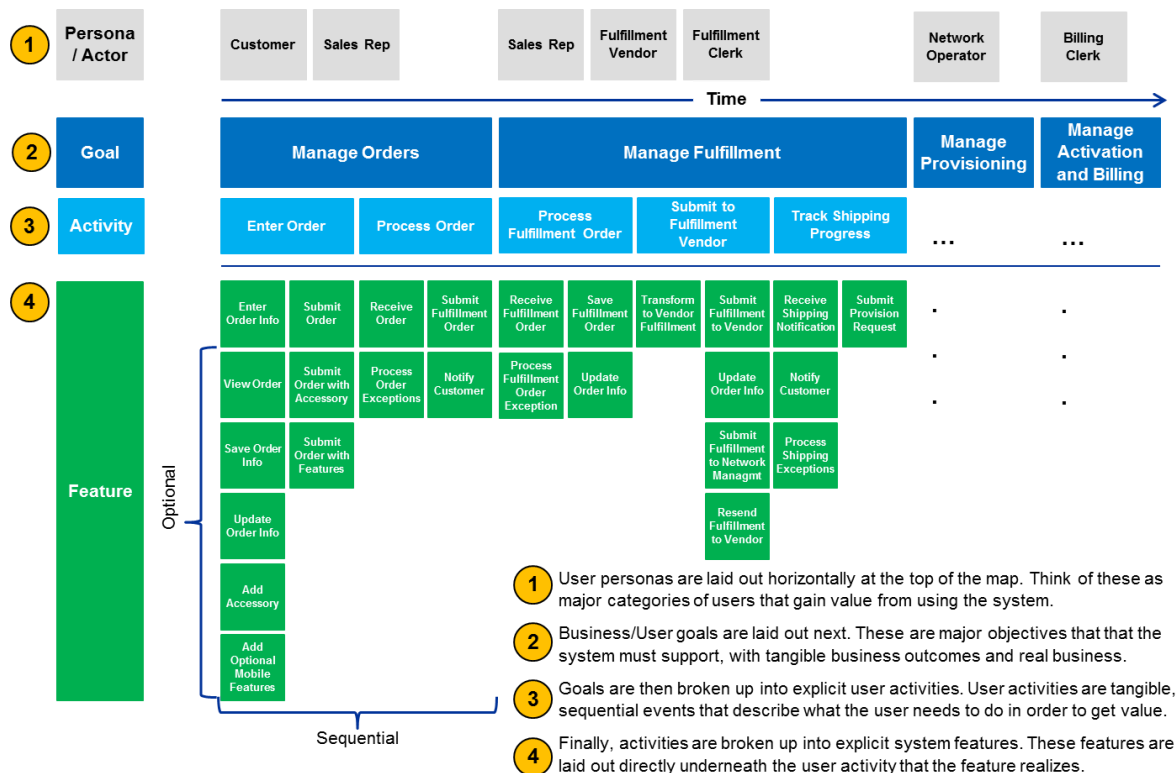 1
Persona
/ Actor
Customer
Sales Rep
Sales Rep
Fulfillment
Vendor
Fulfillment
Clerk
Network
Operator
Billing
Clerk
Time
2
Goal
Manage Orders
Manage Fulfillment
Manage
Provisioning
Manage
Activation
and Billing
3
Activity
Enter Order
Process Order
Process
Fulfillment Order
Submit to
Fulfillment
Vendor
Track Shipping
Progress
...
...
4
Feature
Optional
Enter
Order Info
Submit
Order
Receive
Order
Submit
Fulfillment
Order
Receive
Fulfillment
Order
Save
Fulfillment
Order
Transform
to Vendor
Fulfillment
Submit
Fulfillment
to Vendor
Receive
Shipping
Notification
Submit
Provision
Request
.
.
View Order
Submit
Order with
Accessory
Process
Order
Exceptions
Notify
Customer
Process
Fulfillment
Order
Exception
Update
Order Info
Update
Order Info
Notify
Customer
.
.
.
.
Save Order
Info
Submit
Order with
Features
Submit
Fulfillment
to Network
Managmt
Process
Shipping
Exceptions
Update
Order Info
Resend
Fulfillment
to Vendor
Add
Accessory
Add
Optional
Mobile
Features
Sequential
1
User personas are laid out horizontally at the top of the map. Think of these as
major categories of users that gain value from using the system.
2
Business/User goals are laid out next. These are major objectives that that the
system must support, with tangible business outcomes and real business.
3
Goals are then broken up into explicit user activities. User activities are tangible,
sequential events that describe what the user needs to do in order to get value.
4
Finally, activities are broken up into explicit system features. These features are
laid out directly underneath the user activity that the feature realizes.